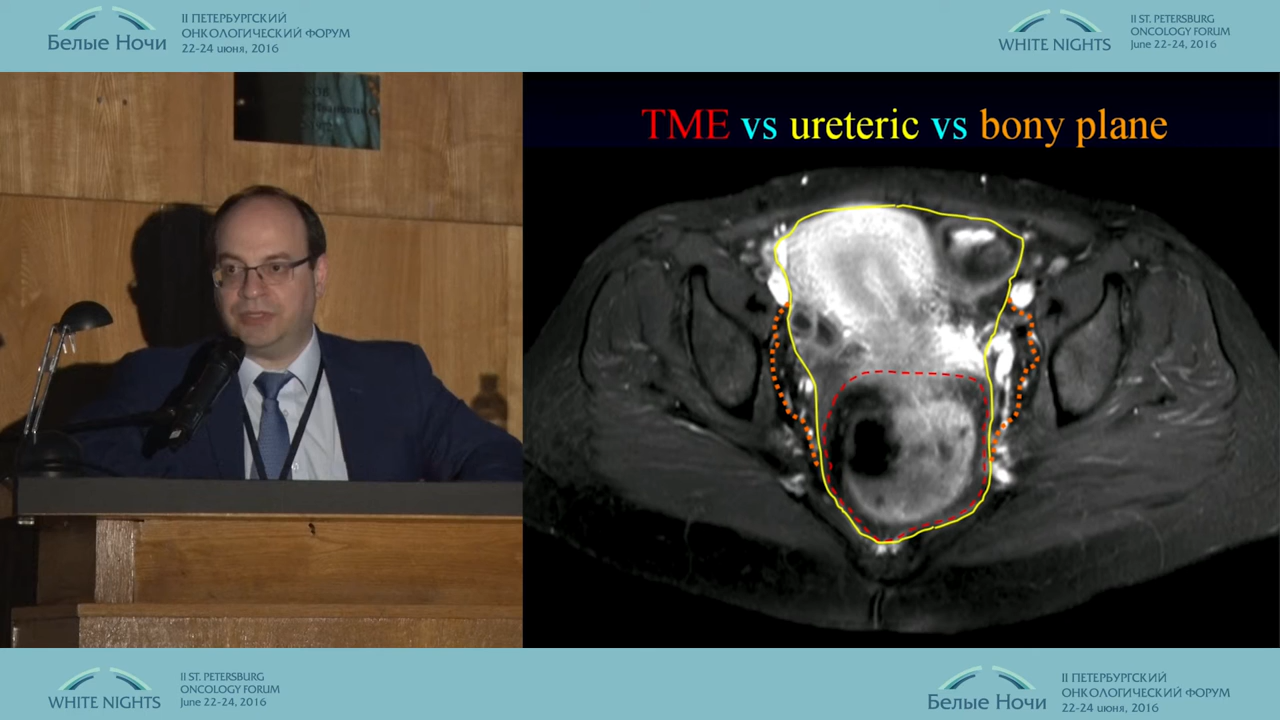 Белые Ночи
II ПЕТЕРБУРГСКИЙ
ОНКОЛОГИЧЕСКИЙ ФОРУМ
22-24 июня, 2016
WHITE NIGHTS
II ST. PETERSBURG
ONCOLOGY FORUM
June 22-24, 2016
TME vs ureteric vs bony plane
WHITE NIGHTS
II ST. PETERSBURG
ONCOLOGY FORUM
June 22-24, 2016
Белые Ночи
II ПЕТЕРБУРГСКИЙ
ОНКОЛОГИЧЕСКИЙ ФОРУМ
22-24 июня, 2016